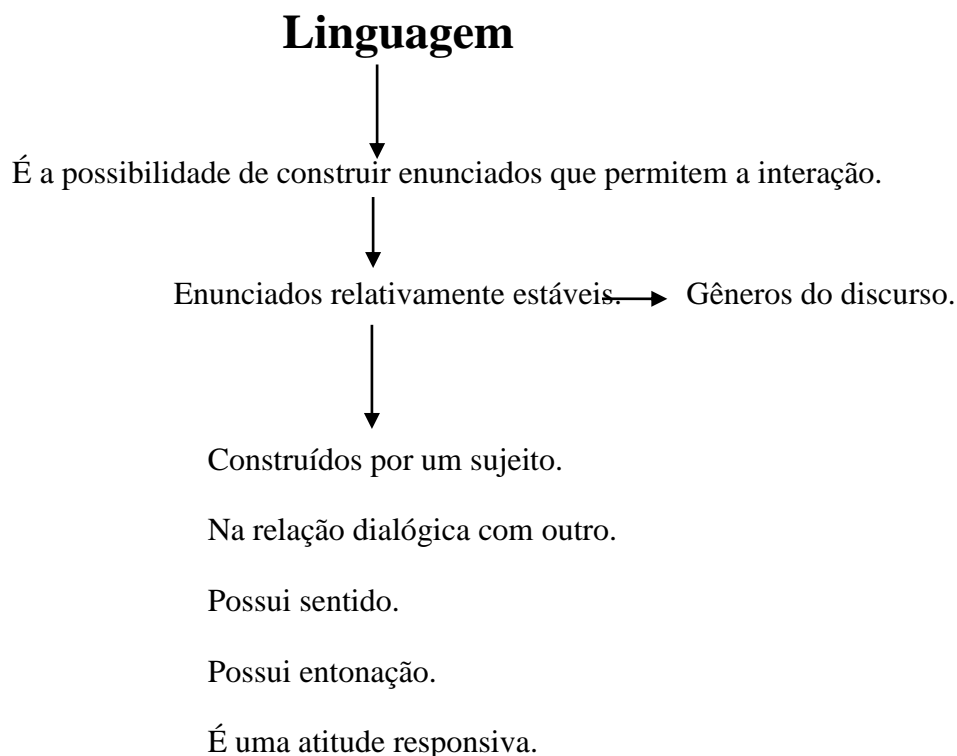 Linguagem
É a possibilidade de construir enunciados que permitem a interação.
Enunciados relativamente estáveis. Gêneros do discurso.
Construídos por um sujeito.
Na relação dialógica com outro.
Possui sentido.
Possui entonação.
É uma atitude responsiva.